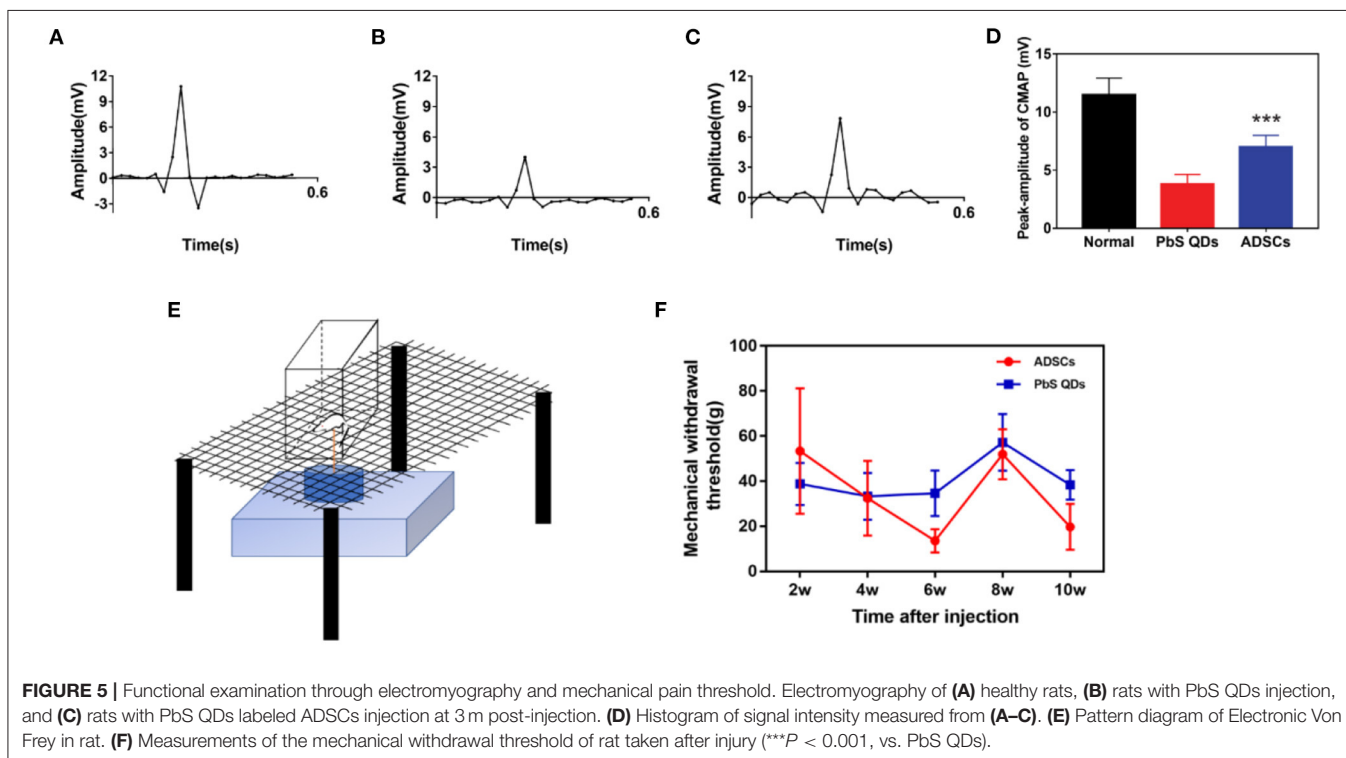 A
B
C
D
Amplitude(mV)
12
9
6
3
0
-3
0.6
Time(s)
Amplitude(mV)
12
9
6
3
0
0.6
Time(s)
Amplitude(mV)
12
9
6
3
0
0.6
Time(s)
Peak-amplitude of CMAP (mV)
15
10
5
0
***
Normal PbS QDs ADSCs
E
F
Mechanical withdrawal
threshold(g)
100
80
60
40
20
0
ADSCs
PbS QDs
2w 4w 6w 8w 10w
Time after injection
FIGURE 5 | Functional examination through electromyography and mechanical pain threshold. Electromyography of (A) healthy rats, (B) rats with PbS QDs injection,
and (C) rats with PbS QDs labeled ADSCs injection at 3 m post-injection. (D) Histogram of signal intensity measured from (A–C). (E) Pattern diagram of Electronic Von
Frey in rat. (F) Measurements of the mechanical withdrawal threshold of rat taken after injury (***P < 0.001, vs. PbS QDs).